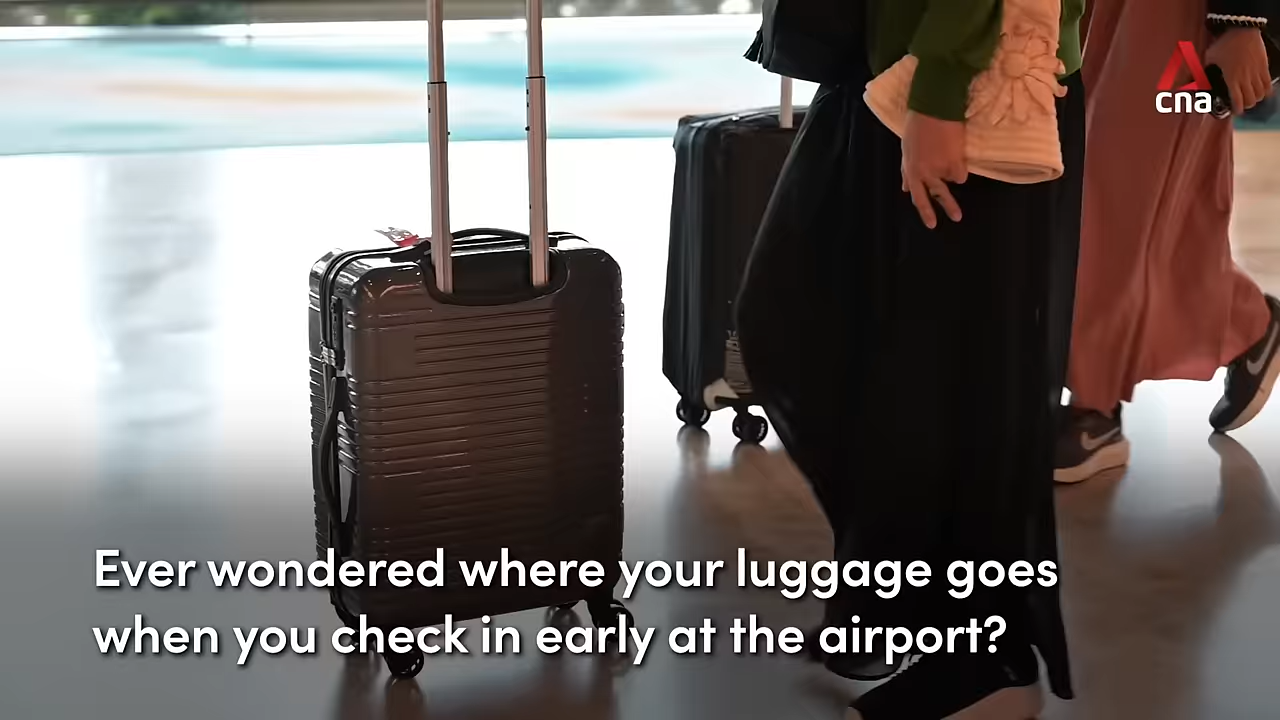 cna
Ever wondered where your luggage goes
when you check in early at the airport?